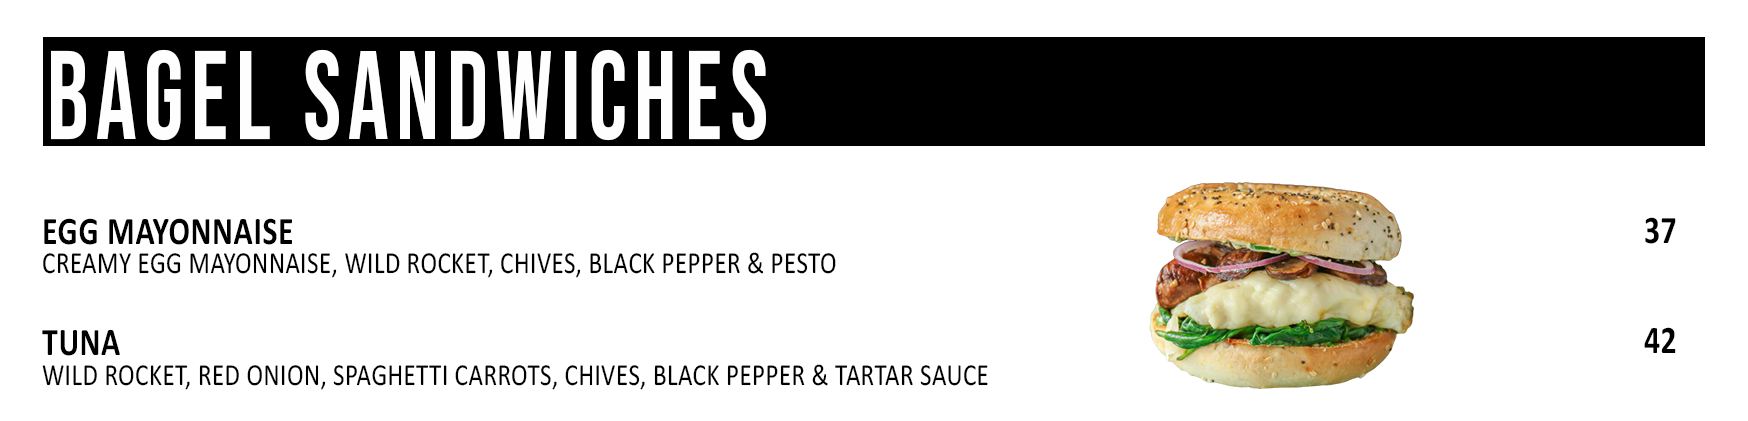 BAGEL SANDWICHES
EGG MAYONNAISE 37
CREAMY EGG MAYONNAISE, WILD ROCKET, CHIVES, BLACK PEPPER & PESTO
TUNA 42
WILD ROCKET, RED ONION, SPAGHETTI CARROTS, CHIVES, BLACK PEPPER & TARTAR SAUCE